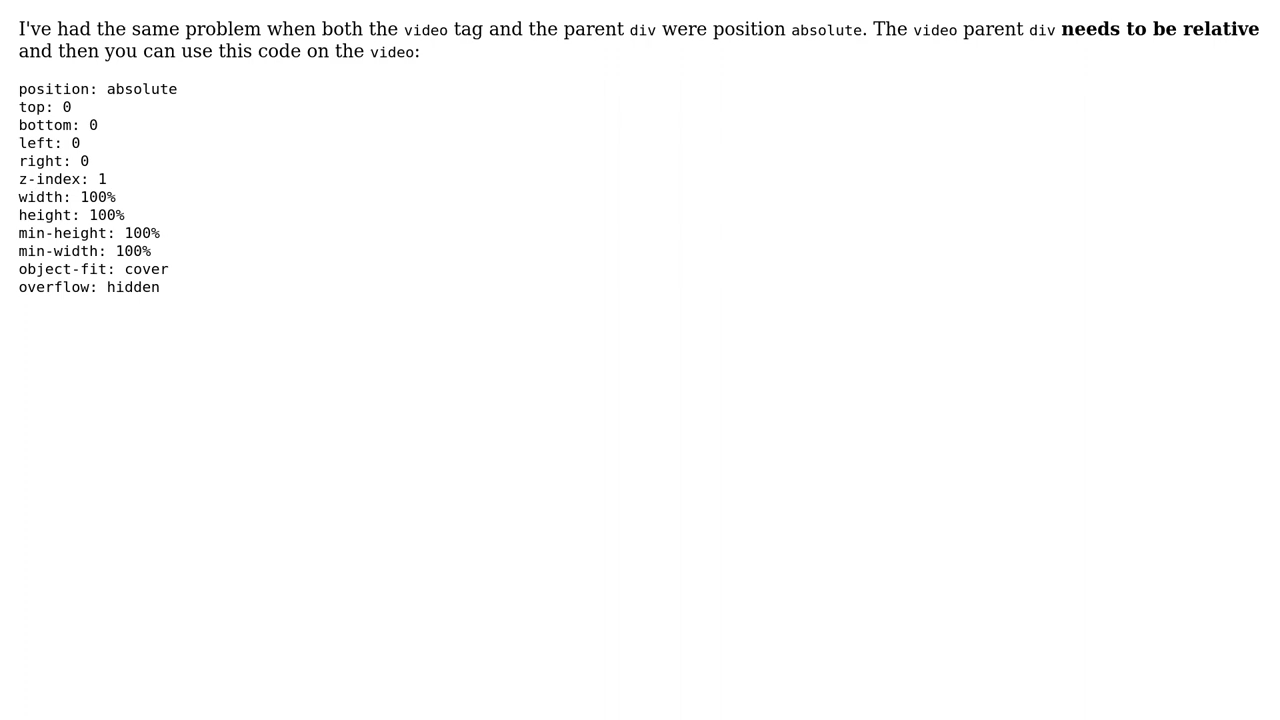 I've had the same problem when both the video tag and the parent div were position absolute. The video parent div needs to be relative
and then you can use this code on the video:
position: absolute
top: 0
bottom: 0
left: 0
right: 0
z-index: 1
width: 100%
height: 100%
min-height: 100%
min-width: 100%
object-fit: cover
overflow: hidden